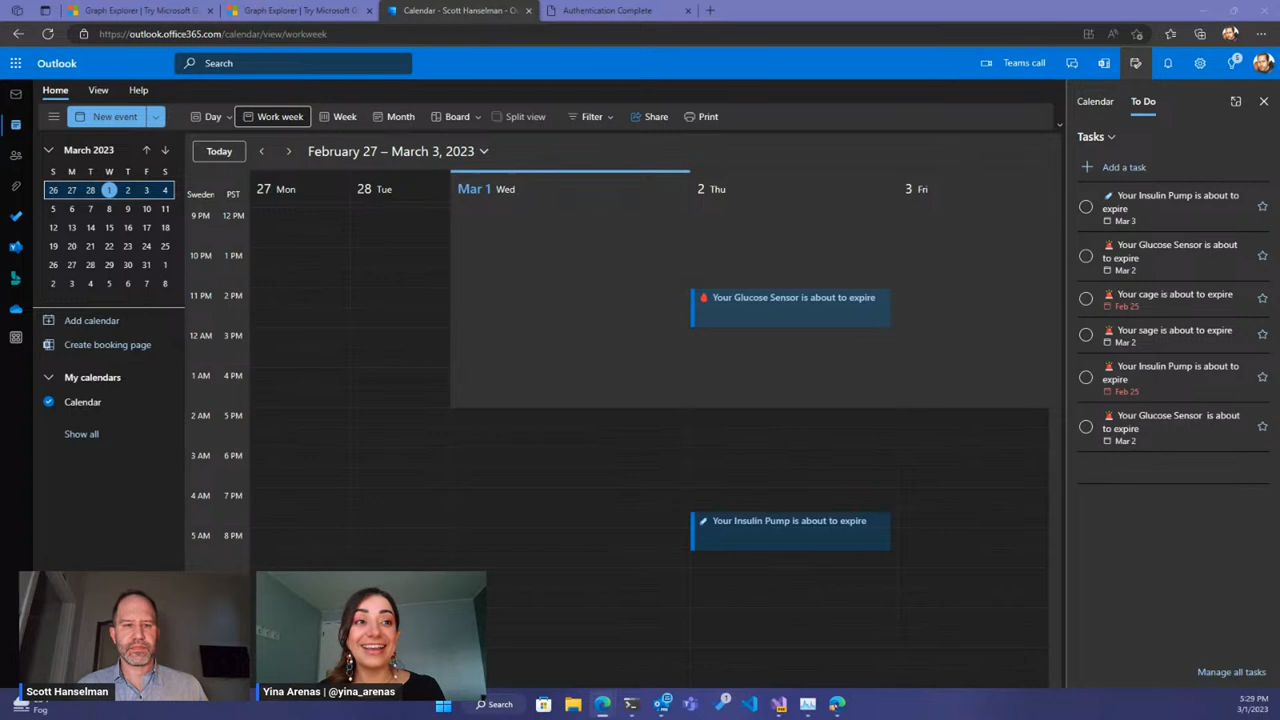 Graph Explorer | Try Microsoft G
Graph Explorer | Try Microsoft G
Calendar - Scott Hanselman - O
Authentication Complete
https://outlook.office365.com/calendar/view/workweek
Outlook
Search
Teams call
Home
View
Help
New event
Day
Work week
Week
Month
Board
Split view
Filter
Share
Print
Calendar
To Do
March 2023
Today
February 27 – March 3, 2023
Tasks
Add a task
S M T W T F S
26 27 28 1 2 3 4
5 6 7 8 9 10 11
12 13 14 15 16 17 18
19 20 21 22 23 24 25
26 27 28 29 30 31 1
2 3 4 5 6 7 8
Add calendar
Create booking page
My calendars
Calendar
Show all
Sweden PST
27 Mon
28 Tue
Mar 1 Wed
2 Thu
3 Fri
9 PM 12 PM
10 PM 1 PM
11 PM 2 PM
12 AM 3 PM
1 AM 4 PM
2 AM 5 PM
3 AM 6 PM
4 AM 7 PM
5 AM 8 PM
Your Glucose Sensor is about to expire
Your Insulin Pump is about to expire
Your Insulin Pump is about to
expire
Mar 3
Your Glucose Sensor is about
to expire
Mar 2
Your cage is about to expire
Feb 25
Your sage is about to expire
Mar 2
Your Insulin Pump is about to
expire
Feb 25
Your Glucose Sensor is about
to expire
Mar 2
Manage all tasks
Scott Hanselman
Yina Arenas | @yina_arenas
Fog
Search
5:29 PM
3/1/2023